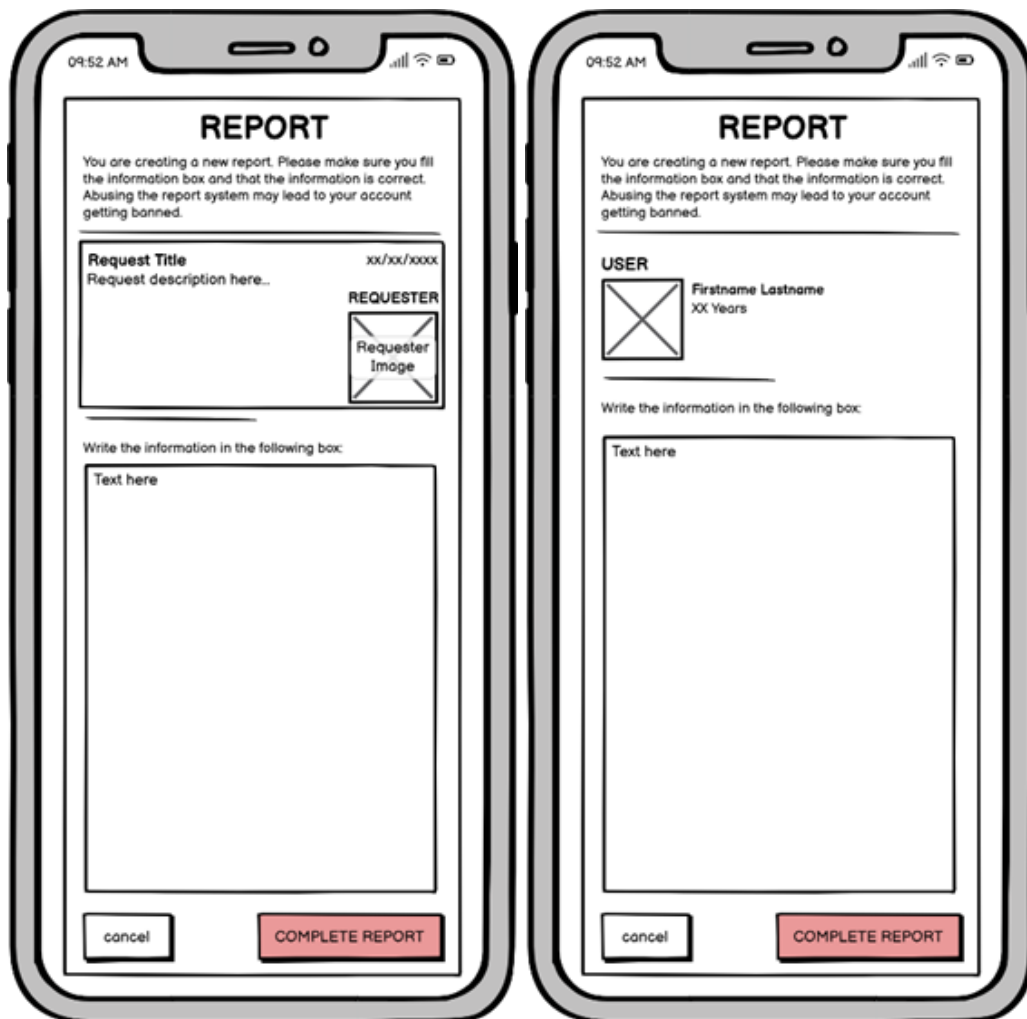 09:52 AM
REPORT
You are creating a new report. Please make sure you fill
the information box and that the information is correct.
Abusing the report system may lead to your account
getting banned.
Request Title
xx/xx/xxxx
Request description here...
REQUESTER
Requester
Image
Write the information in the following box:
Text here
cancel
COMPLETE REPORT
09:52 AM
REPORT
You are creating a new report. Please make sure you fill
the information box and that the information is correct.
Abusing the report system may lead to your account
getting banned.
USER
Firstname Lastname
XX Years
Write the information in the following box:
Text here
cancel
COMPLETE REPORT